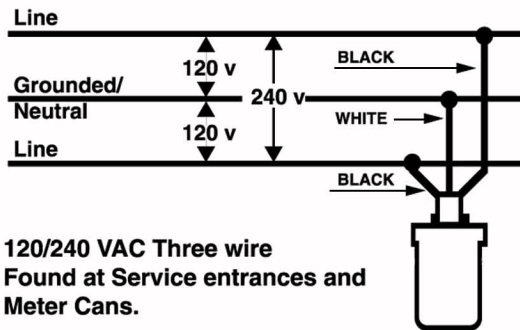 Line
120 v
BLACK
Grounded/
Neutral
240 v
WHITE
120 v
Line
BLACK
120/240 VAC Three wire
Found at Service entrances and
Meter Cans.